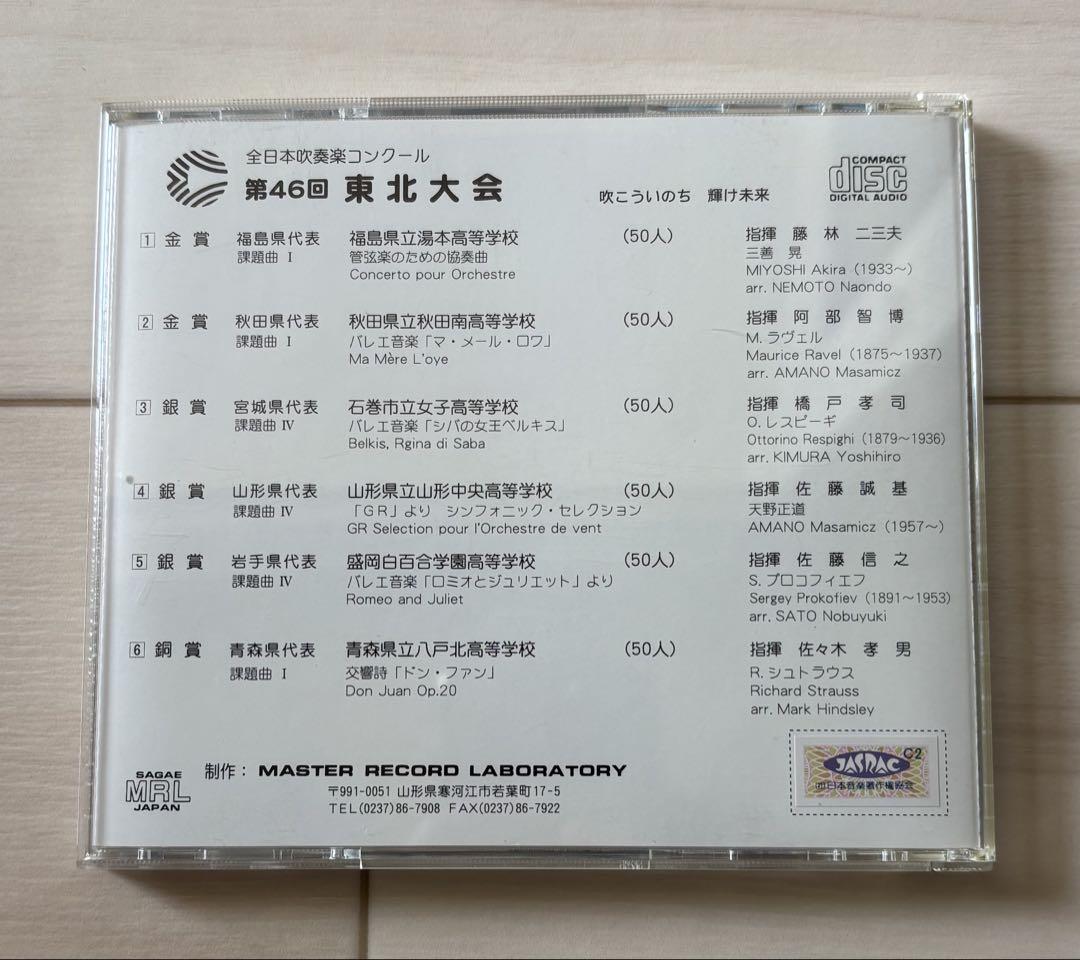 全日本吹奏楽コンクール
第46回 東北大会
吹こういのち 輝け未来
COMPACT
disc
DIGITAL AUDIO
1 金賞 福島県代表 福島県立湯本高等学校 (50人) 指揮 藤林二三夫
課題曲 Ⅰ 管弦楽のための協奏曲 三善 晃
Concerto pour Orchestre MIYOSHI Akira (1933〜)
arr. NEMOTO Naondo
2 金賞 秋田県代表 秋田県立秋田南高等学校 (50人) 指揮 阿部智博
課題曲 Ⅰ バレエ音楽「マ・メール・ロワ」 M. ラヴェル
Ma Mère L'oye Maurice Ravel (1875〜1937)
arr. AMANO Masamicz
3 銀賞 宮城県代表 石巻市立女子高等学校 (50人) 指揮 橋戸孝司
課題曲 Ⅳ バレエ音楽「シバの女王ベルキス」 O. レスピーギ
Belkis, Rgina di Saba Ottorino Respighi (1879〜1936)
arr. KIMURA Yoshihiro
4 銀賞 山形県代表 山形県立山形中央高等学校 (50人) 指揮 佐藤誠基
課題曲 Ⅳ 「GR」より シンフォニック・セレクション 天野正道
GR Selection pour l'Orchestre de vent AMANO Masamicz (1957〜)
5 銀賞 岩手県代表 盛岡白百合学園高等学校 (50人) 指揮 佐藤信之
課題曲 Ⅳ バレエ音楽「ロミオとジュリエット」より S. プロコフィエフ
Romeo and Juliet Sergey Prokofiev (1891〜1953)
arr. SATO Nobuyuki
6 銅賞 青森県代表 青森県立八戸北高等学校 (50人) 指揮 佐々木孝男
課題曲 Ⅰ 交響詩「ドン・ファン」 R. シュトラウス
Don Juan Op.20 Richard Strauss
arr. Mark Hindsley
SAGAE
MRL
JAPAN
制作: MASTER RECORD LABORATORY
〒991-0051 山形県寒河江市若葉町17-5
TEL(0237)86-7908 FAX(0237)86-7922
C2
JASRAC
㈳日本音楽著作権協会